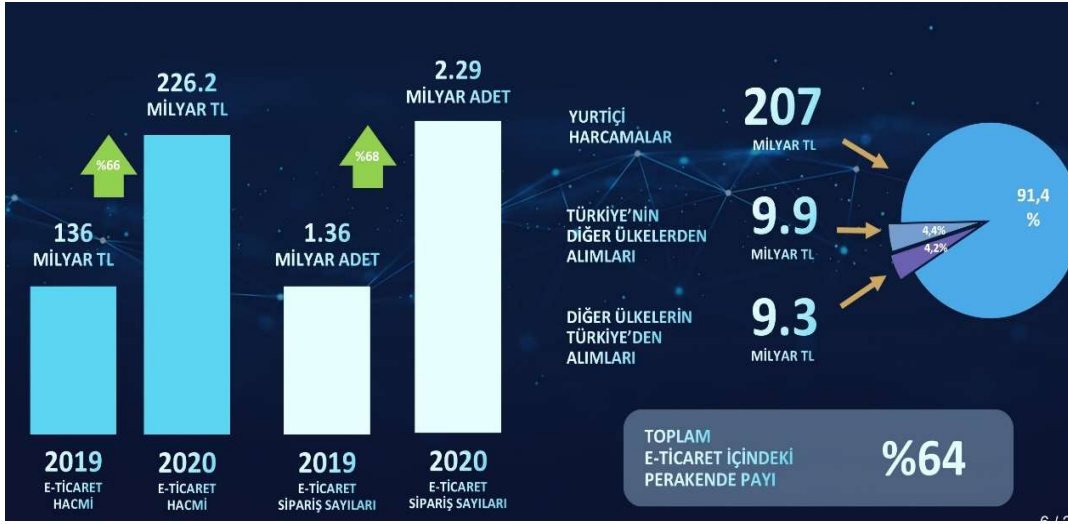 226.2
MİLYAR TL
%66
136
MİLYAR TL
2019
E-TİCARET
HACMİ
2020
E-TİCARET
HACMİ
2.29
MİLYAR ADET
%68
1.36
MİLYAR ADET
2019
E-TİCARET
SİPARİŞ SAYILARI
2020
E-TİCARET
SİPARİŞ SAYILARI
YURTİÇİ
HARCAMALAR
207
MİLYAR TL
TÜRKİYE’NİN
DİĞER ÜLKELERDEN
ALIMLARI
9.9
MİLYAR TL
DİĞER ÜLKELERİN
TÜRKİYE’DEN
ALIMLARI
9.3
MİLYAR TL
91,4
%
4,4%
4,2%
TOPLAM
E-TİCARET İÇİNDEKİ
PERAKENDE PAYI
%64